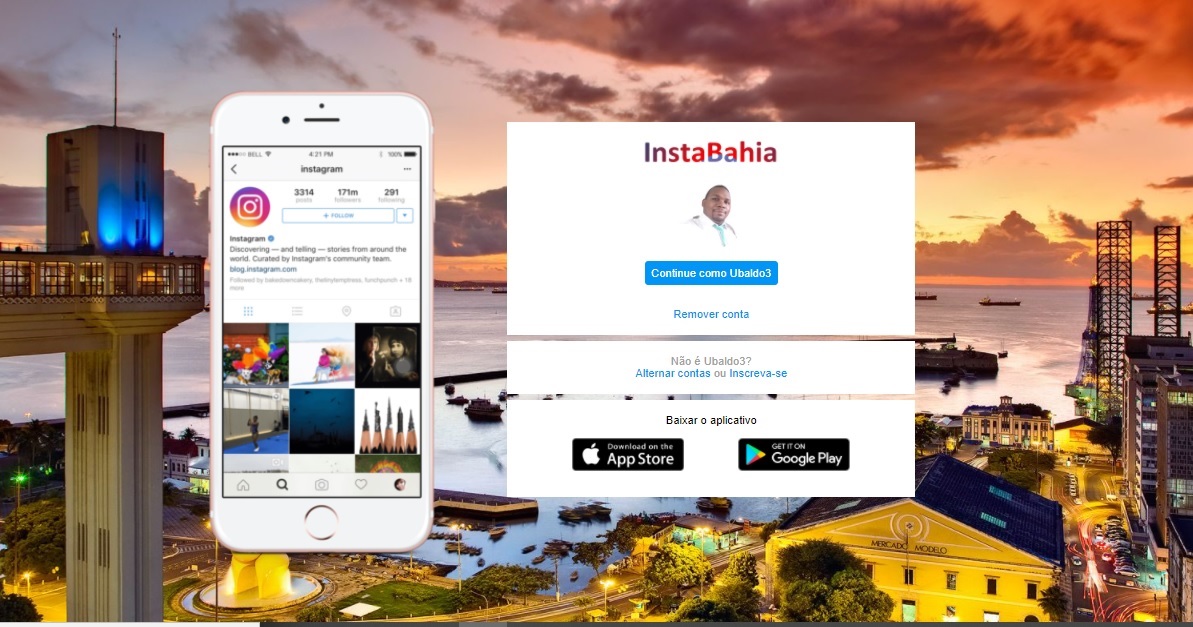 BELL
4:21 PM
100%
instagram
3314
171m
291
posts
followers
following
+ FOLLOW
Instagram
Discovering — and telling — stories from around the
world. Curated by Instagram's community team.
blog.instagram.com
Followed by bakedowncakery, thetinytempress, funchpunch + 18
more
InstaBahia
Continue como Ubaldo3
Remover conta
Não é Ubaldo3?
Alternar contas ou Inscreva-se
Baixar o aplicativo
Download on the
App Store
GET IT ON
Google Play
MERCADO MODELO